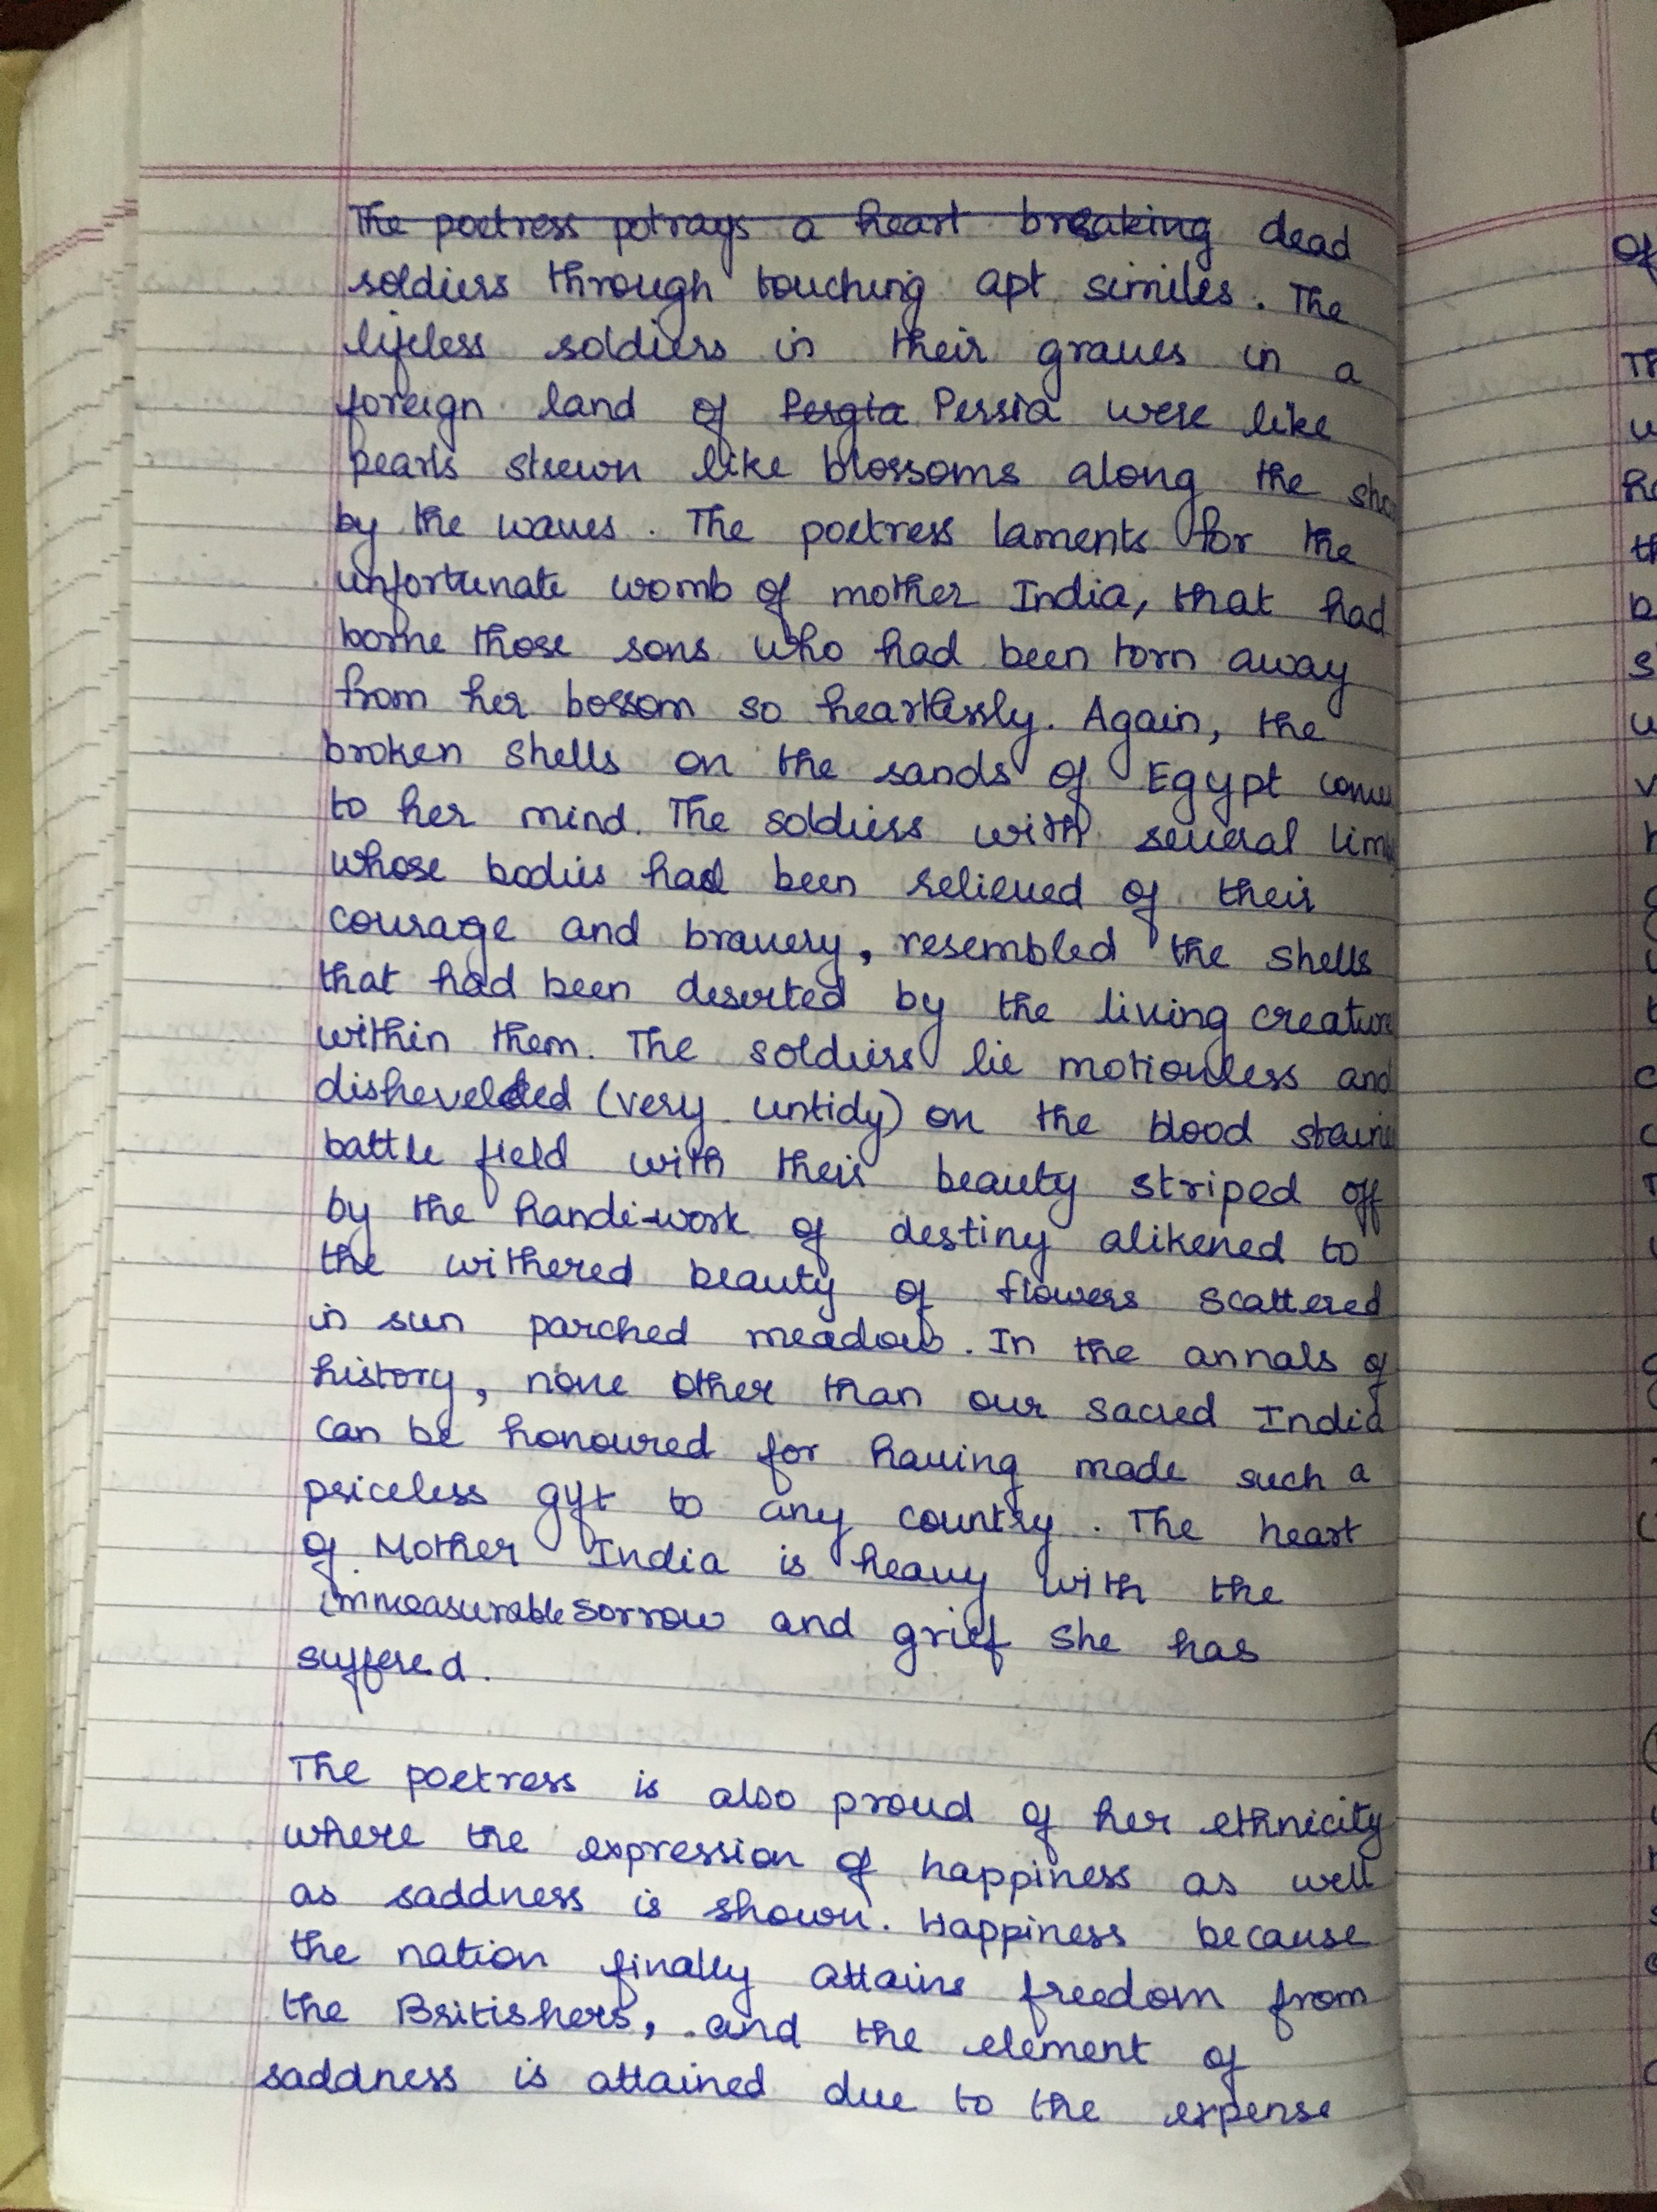 The poetress potrays a heart breaking dead
soldiers through touching apt similes. The
lifeless soldiers in their graves in a
foreign land of Pergia Persia were like
pearls strewn like blossoms along the sho
by the waves. The poetress laments for the
unfortunate womb of mother India, that had
borne those sons who had been torn away
from her bossom so heartlessly. Again, the
broken shells on the sands of Egypt comes
to her mind. The soldiers with several limbs
whose bodies had been relieved of their
courage and bravery, resembled the shells
that had been deserted by the living creature
within them. The soldiers lie motionless and
disheveled (very untidy) on the blood staine
battle field with their beauty striped off
by the handi-work of destiny alikened to
the withered beauty of flowers scattered
in sun parched meadow. In the annals of
history, none other than our sacred India
can be honoured for having made such a
priceless gift to any country. The heart
of Mother India is heavy with the
immeasurable sorrow and grief she has
suffered.
The poetress is also proud of her ethnicity
where the expression of happiness as well
as saddness is shown. Happiness because
the nation finally attains freedom from
the Britishers, and the element of
saddness is attained due to the expense
of